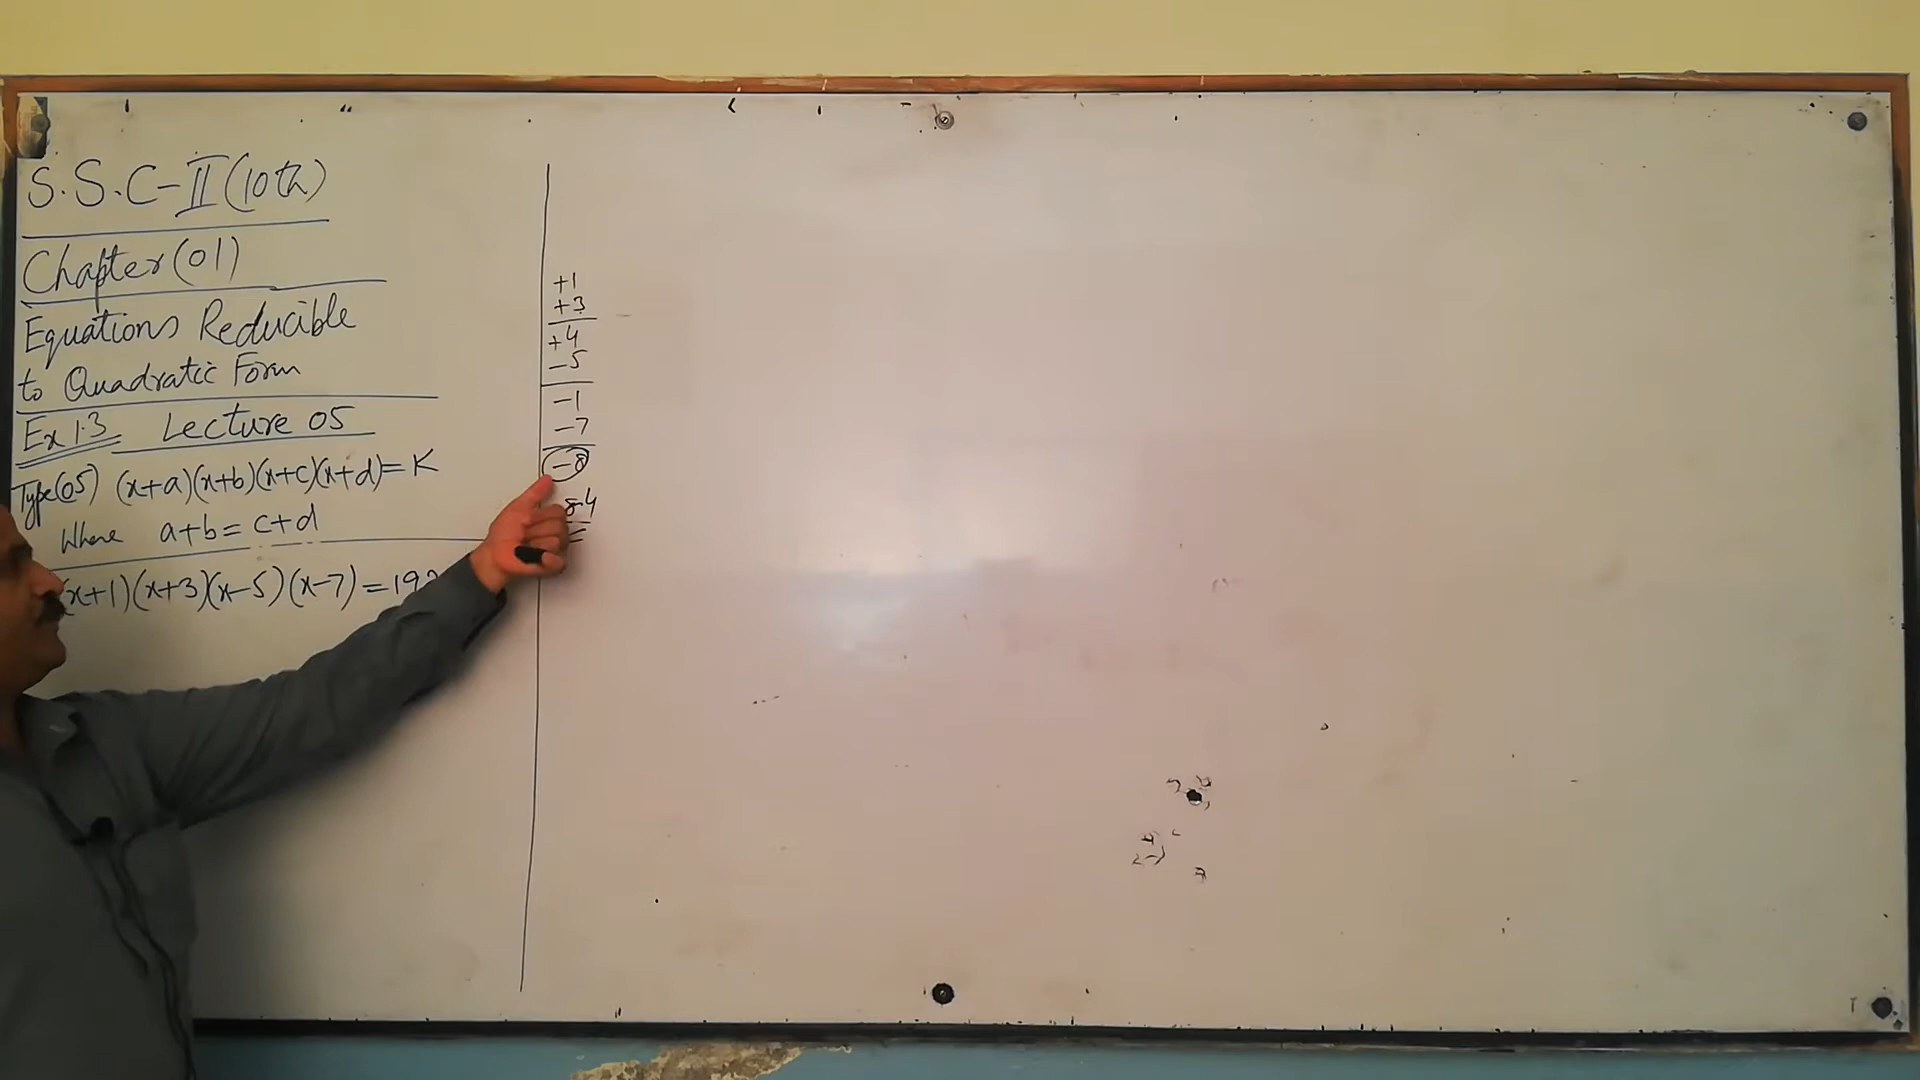 S.S.C-II (10th)
Chapter (01)
Equations Reducible
to Quadratic Form
Ex 1.3 Lecture 05
Type (05) (x+a)(x+b)(x+c)(x+d)=K
Where a+b=c+d
(x+1)(x+3)(x-5)(x-7)=192
+1
+3
+4
-5
-1
-7
-8